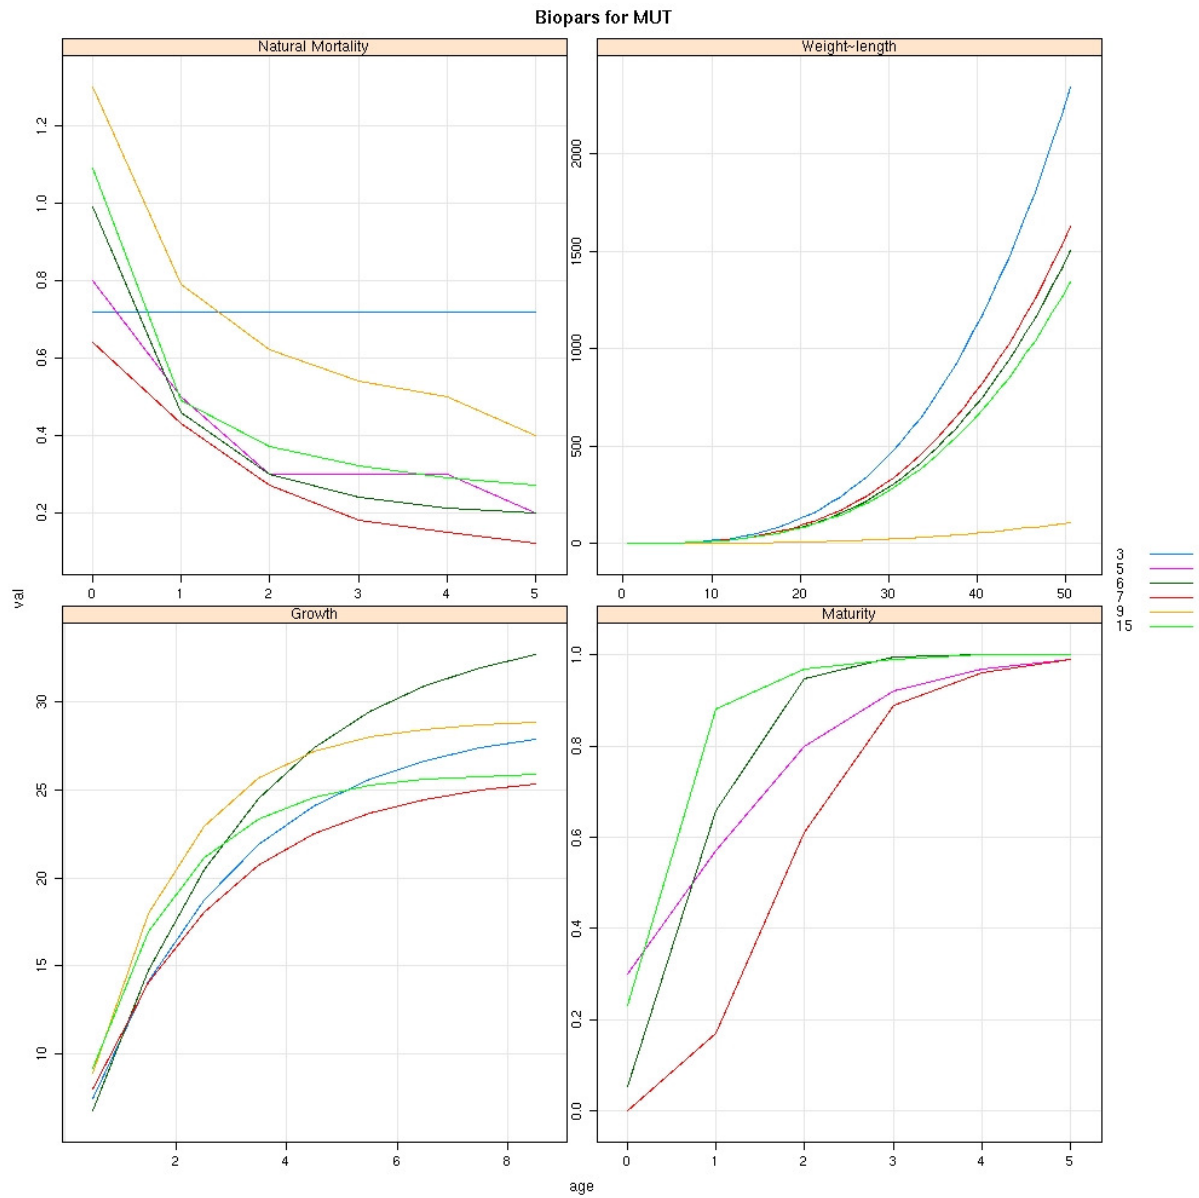 Biopars for MUT
Natural Mortality
Weight~length
0.2 0.4 0.6 0.8 1.0 1.2
0 500 1000 1500 2000
0 1 2 3 4 5
0 10 20 30 40 50
val
3
5
6
7
9
15
Growth
Maturity
10 15 20 25 30
0.0 0.2 0.4 0.6 0.8 1.0
2 4 6 8
0 1 2 3 4 5
age